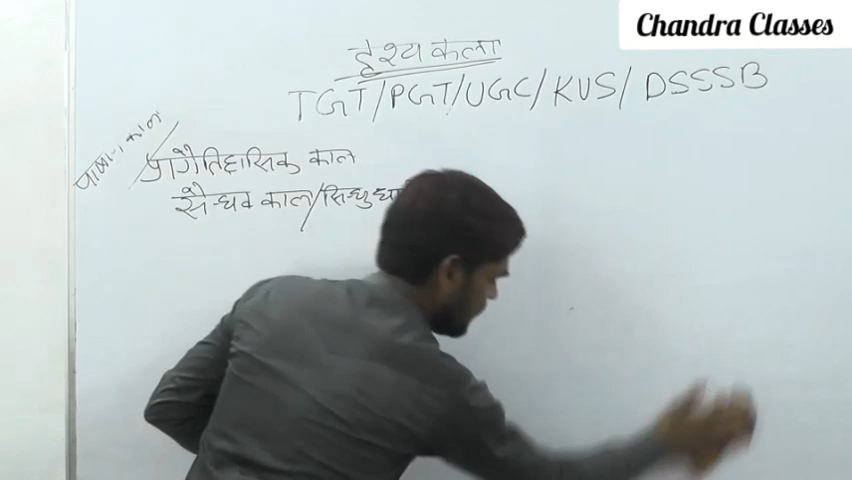 Chandra Classes
दृश्य कला
TGT/PGT/UGC/KVS/DSSSB
पाषाण काल
प्रागैतिहासिक काल
सैन्धव काल/सिन्धु